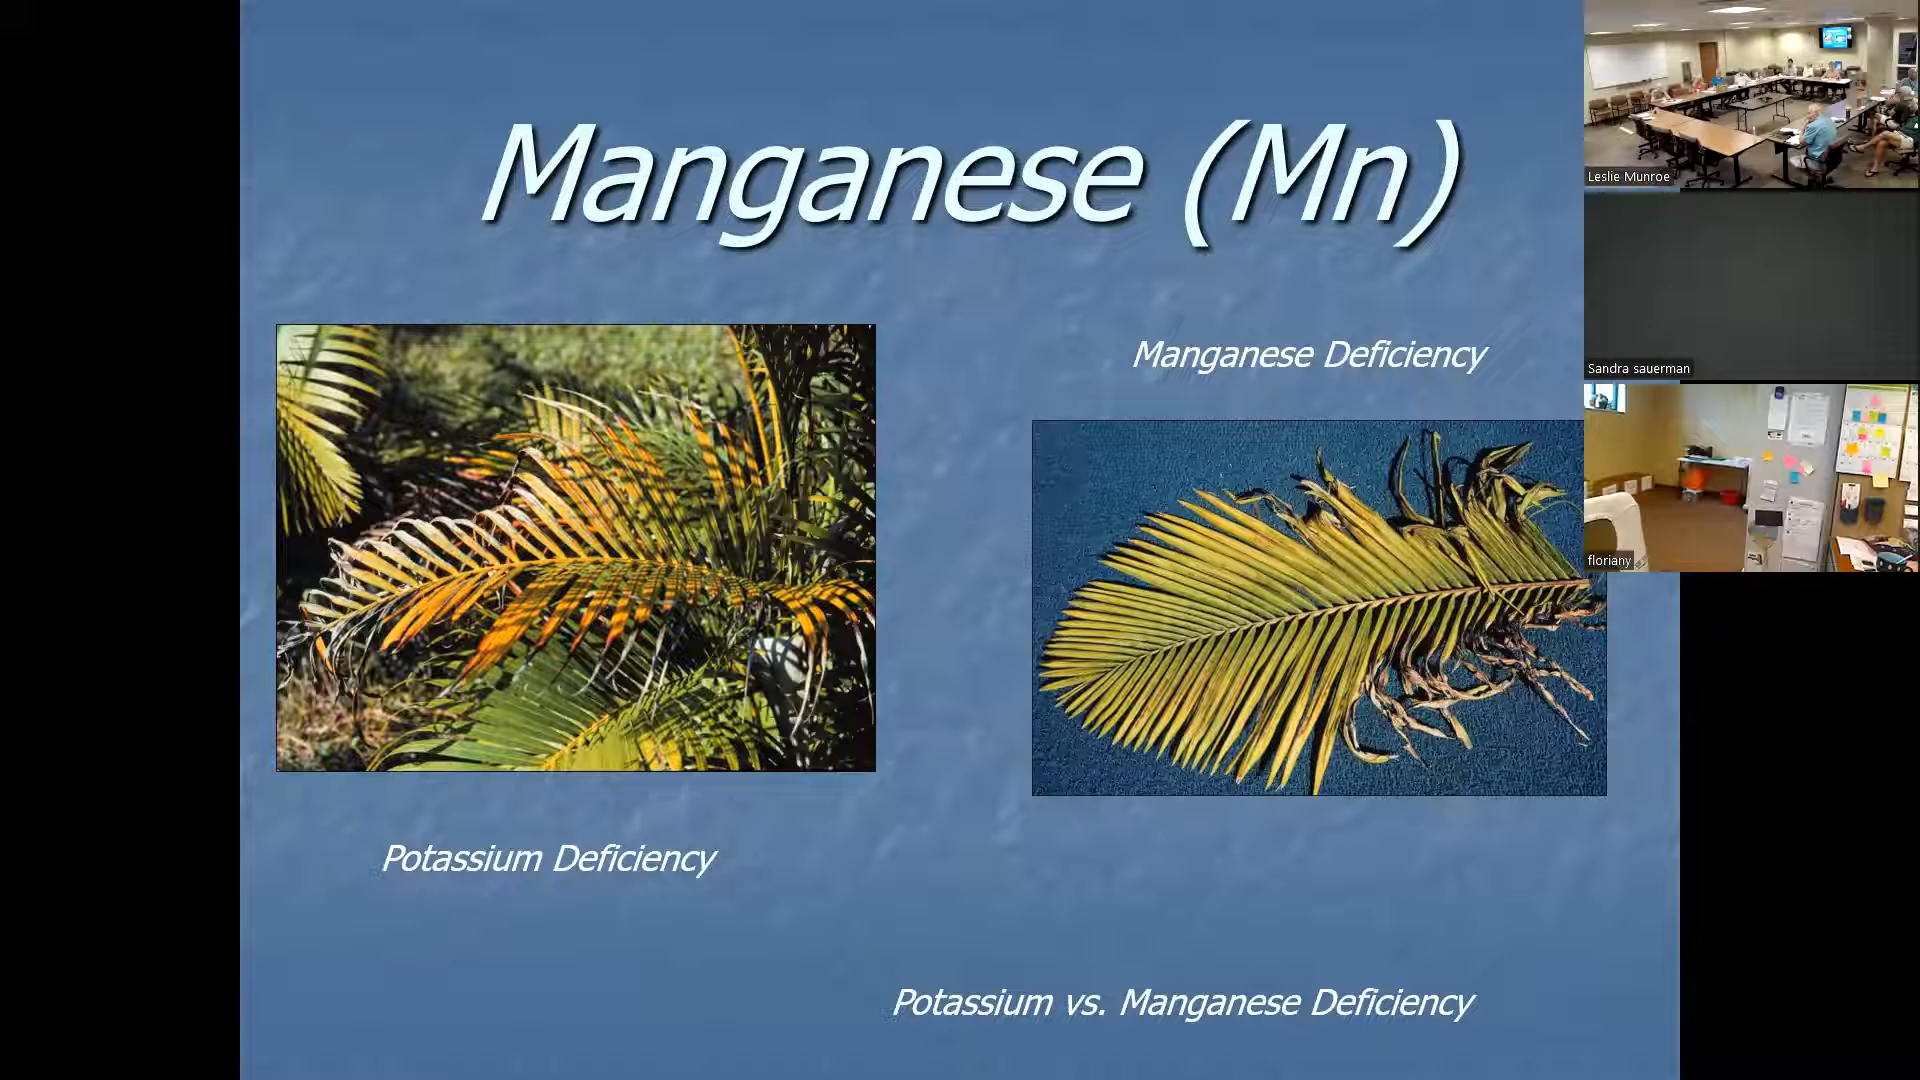 Manganese (Mn)
Manganese Deficiency
Potassium Deficiency
Potassium vs. Manganese Deficiency
Leslie Munroe
Sandra sauerman
floriany